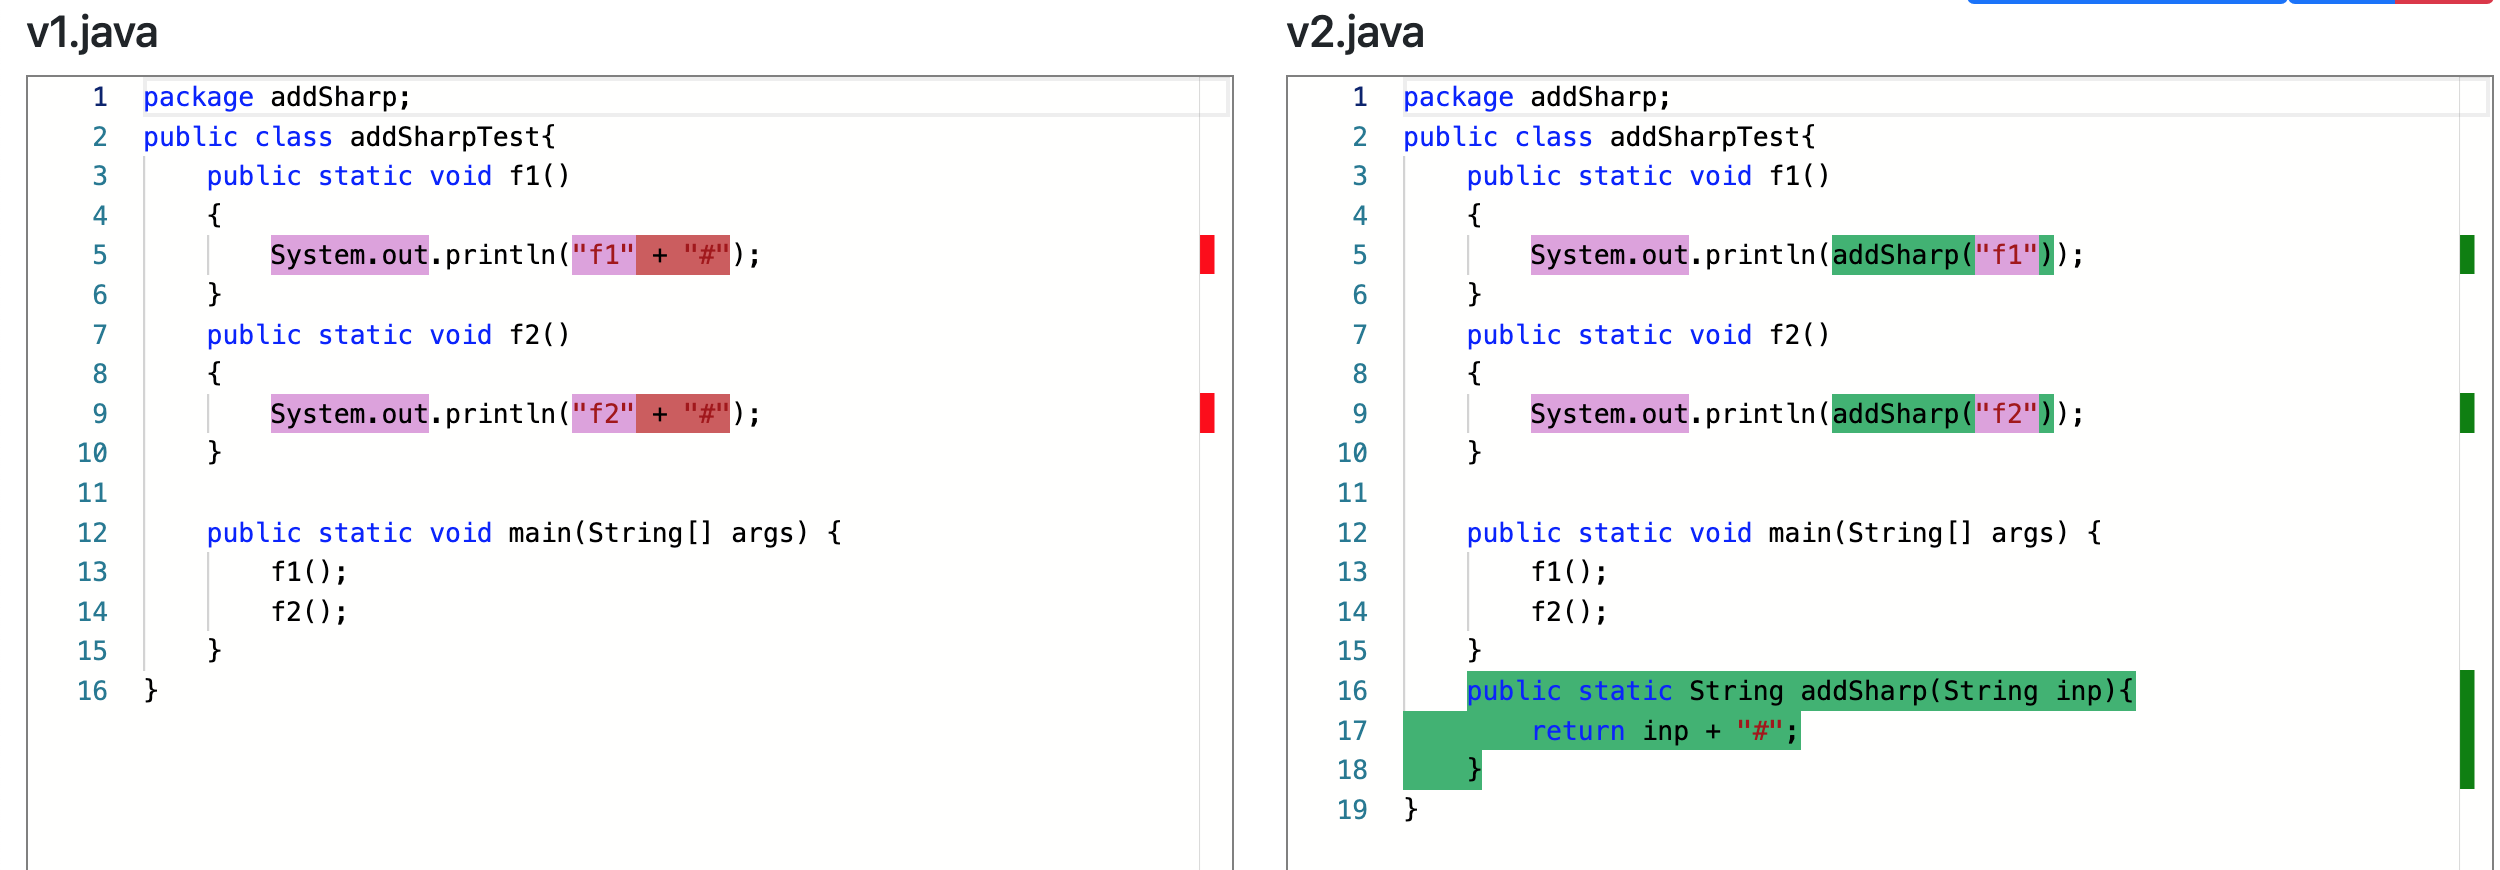 v1.java
1 package addSharp;
2 public class addSharpTest{
3     public static void f1()
4     {
5         System.out.println("f1" + "#");
6     }
7     public static void f2()
8     {
9         System.out.println("f2" + "#");
10     }
11
12     public static void main(String[] args) {
13         f1();
14         f2();
15     }
16 }
v2.java
1 package addSharp;
2 public class addSharpTest{
3     public static void f1()
4     {
5         System.out.println(addSharp("f1"));
6     }
7     public static void f2()
8     {
9         System.out.println(addSharp("f2"));
10     }
11
12     public static void main(String[] args) {
13         f1();
14         f2();
15     }
16     public static String addSharp(String inp){
17         return inp + "#";
18     }
19 }